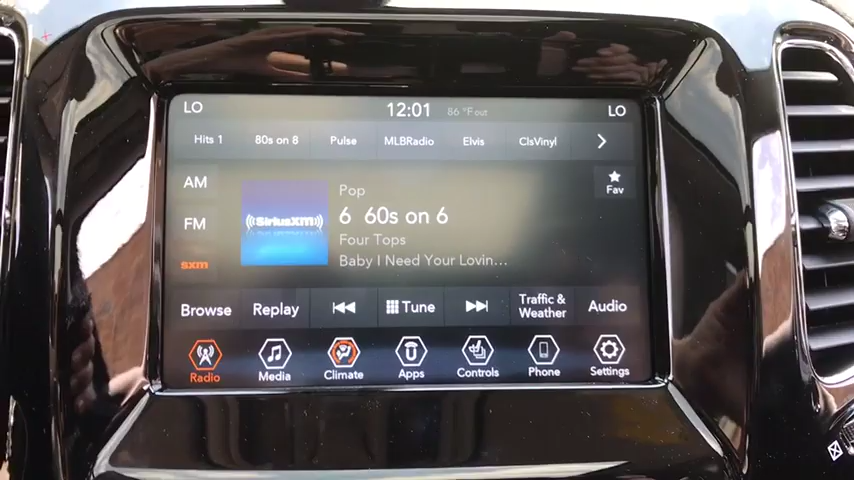 LO 12:01 86 °F out LO
Hits 1 80s on 8 Pulse MLBRadio Elvis ClsVinyl
AM
Fav
FM
sxm
((SiriusXM))
Pop
6 60s on 6
Four Tops
Baby I Need Your Lovin...
Browse Replay Tune Traffic & Weather Audio
Radio Media Climate Apps Controls Phone Settings